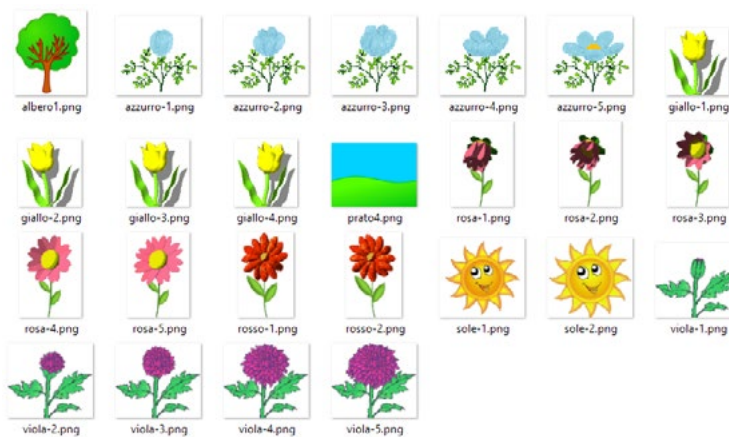 albero1.png azzurro-1.png azzurro-2.png azzurro-3.png azzurro-4.png azzurro-5.png giallo-1.png
giallo-2.png giallo-3.png giallo-4.png prato4.png rosa-1.png rosa-2.png rosa-3.png
rosa-4.png rosa-5.png rosso-1.png rosso-2.png sole-1.png sole-2.png viola-1.png
viola-2.png viola-3.png viola-4.png viola-5.png